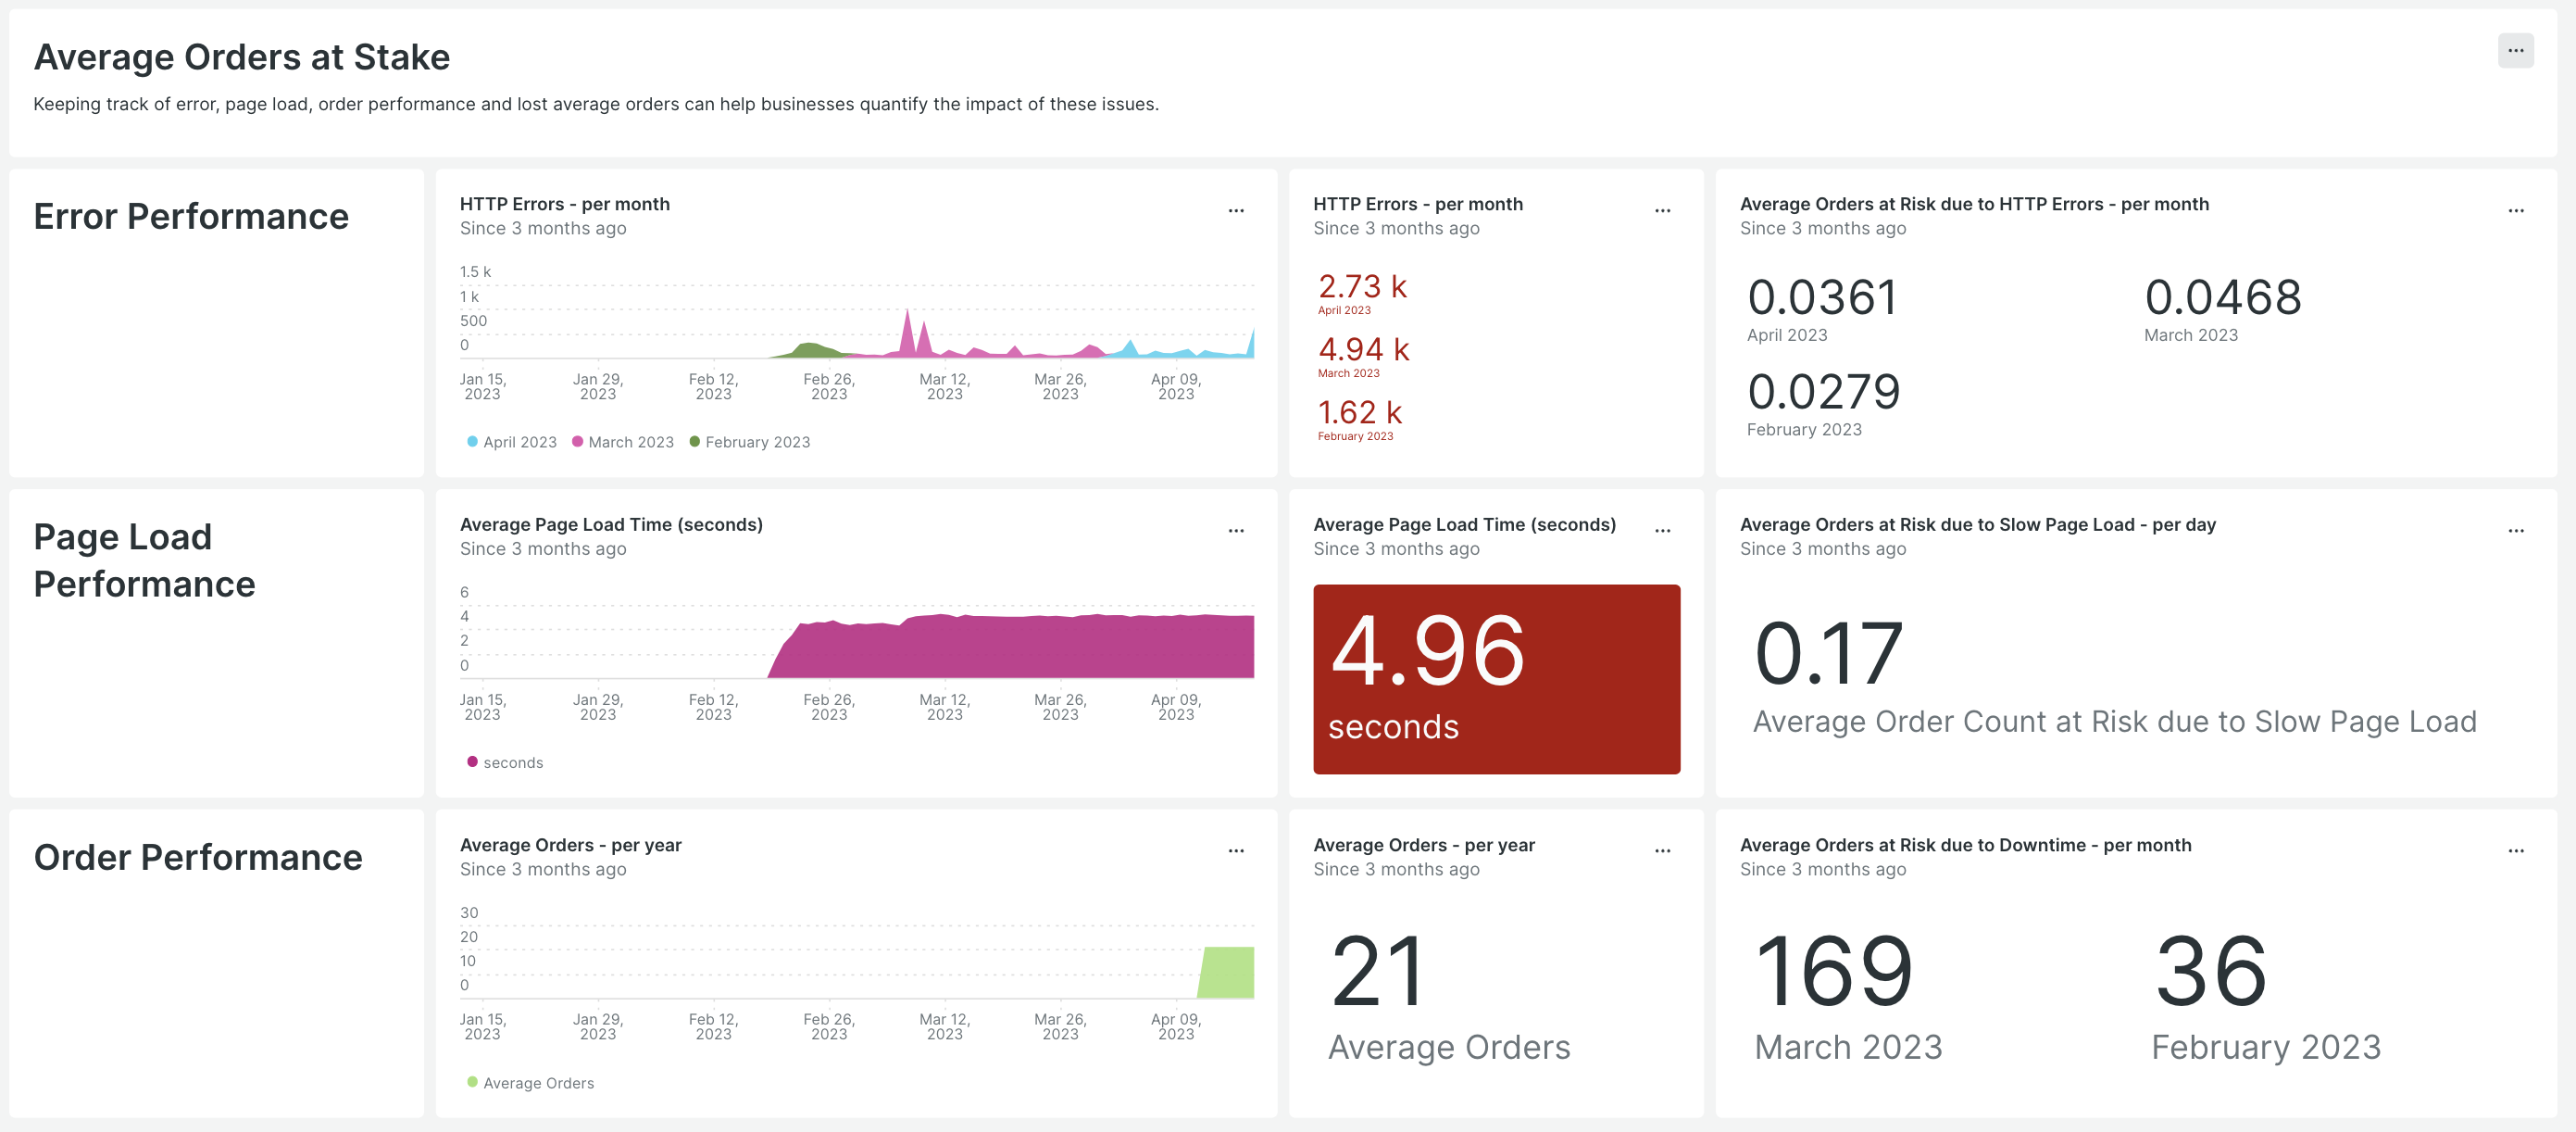 Average Orders at Stake
Keeping track of error, page load, order performance and lost average orders can help businesses quantify the impact of these issues.
Error Performance
HTTP Errors - per month
Since 3 months ago
1.5 k
1 k
500
0
Jan 15, 2023
Jan 29, 2023
Feb 12, 2023
Feb 26, 2023
Mar 12, 2023
Mar 26, 2023
Apr 09, 2023
April 2023
March 2023
February 2023
HTTP Errors - per month
Since 3 months ago
2.73 k
April 2023
4.94 k
March 2023
1.62 k
February 2023
Average Orders at Risk due to HTTP Errors - per month
Since 3 months ago
0.0361
April 2023
0.0468
March 2023
0.0279
February 2023
Page Load
Performance
Average Page Load Time (seconds)
Since 3 months ago
6
4
2
0
Jan 15, 2023
Jan 29, 2023
Feb 12, 2023
Feb 26, 2023
Mar 12, 2023
Mar 26, 2023
Apr 09, 2023
seconds
Average Page Load Time (seconds)
Since 3 months ago
4.96
seconds
Average Orders at Risk due to Slow Page Load - per day
Since 3 months ago
0.17
Average Order Count at Risk due to Slow Page Load
Order Performance
Average Orders - per year
Since 3 months ago
30
20
10
0
Jan 15, 2023
Jan 29, 2023
Feb 12, 2023
Feb 26, 2023
Mar 12, 2023
Mar 26, 2023
Apr 09, 2023
Average Orders
Average Orders - per year
Since 3 months ago
21
Average Orders
Average Orders at Risk due to Downtime - per month
Since 3 months ago
169
March 2023
36
February 2023